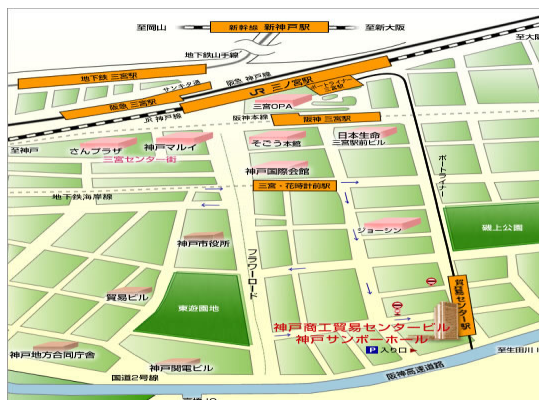 至岡山
新幹線 新神戸駅
至新大阪
地下鉄山手線
至大阪
地下鉄 三宮駅
サンキタ通
阪急 神戸線
JR 三ノ宮駅
ポートライナー
三宮駅
阪急 三宮駅
三宮OPA
JR 神戸線
阪神本線
阪神 三宮駅
至神戸
さんプラザ
神戸マルイ
そごう本館
日本生命
三宮駅前ビル
三宮センター街
神戸国際会館
ポートライナー
地下鉄海岸線
三宮・花時計前駅
ジョーシン
磯上公園
神戸市役所
フラワーロード
貿易ビル
東遊園地
貿易センター駅
神戸商工貿易センタービル
神戸サンボーホール
P 入り口
神戸地方合同庁舎
神戸関電ビル
至生田川
国道2号線
阪神高速道路